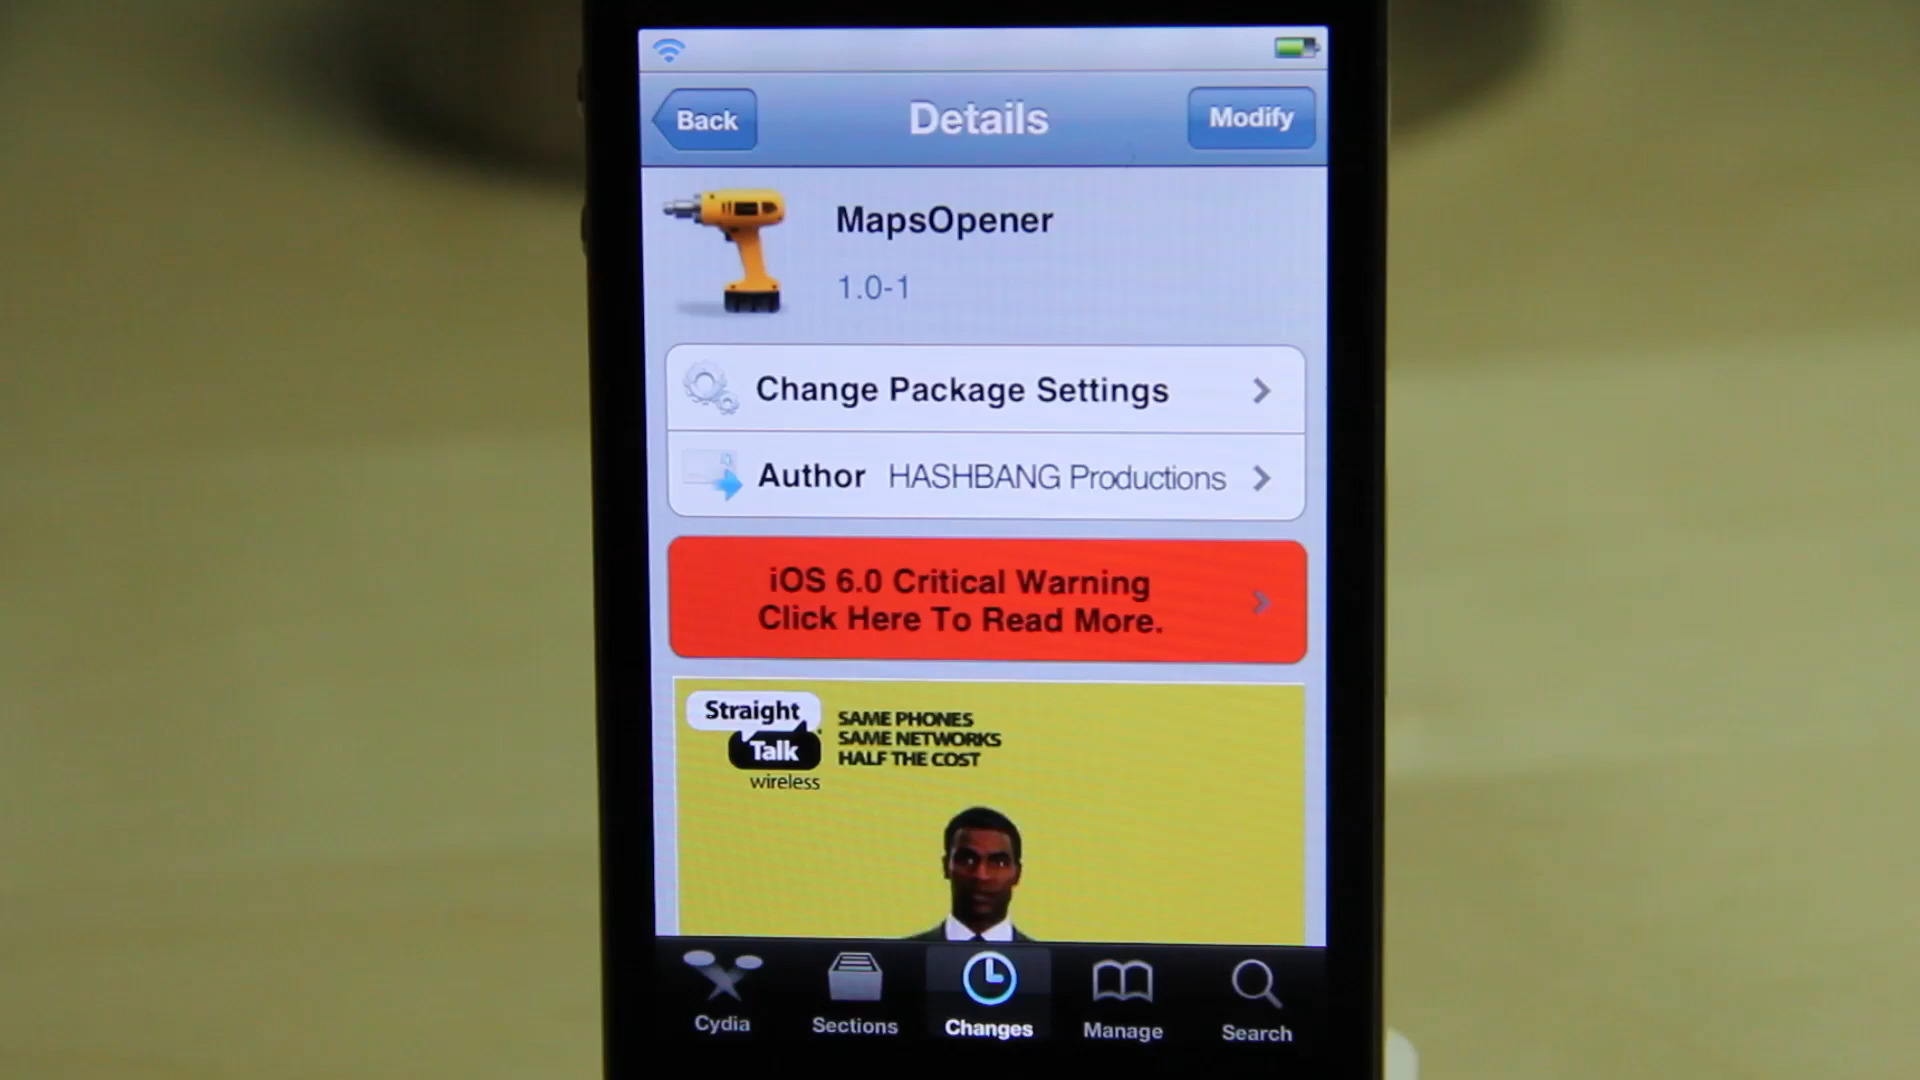 Back
Details
Modify
MapsOpener
1.0-1
Change Package Settings
Author HASHBANG Productions
iOS 6.0 Critical Warning
Click Here To Read More.
Straight
Talk
wireless
SAME PHONES
SAME NETWORKS
HALF THE COST
Cydia
Sections
Changes
Manage
Search